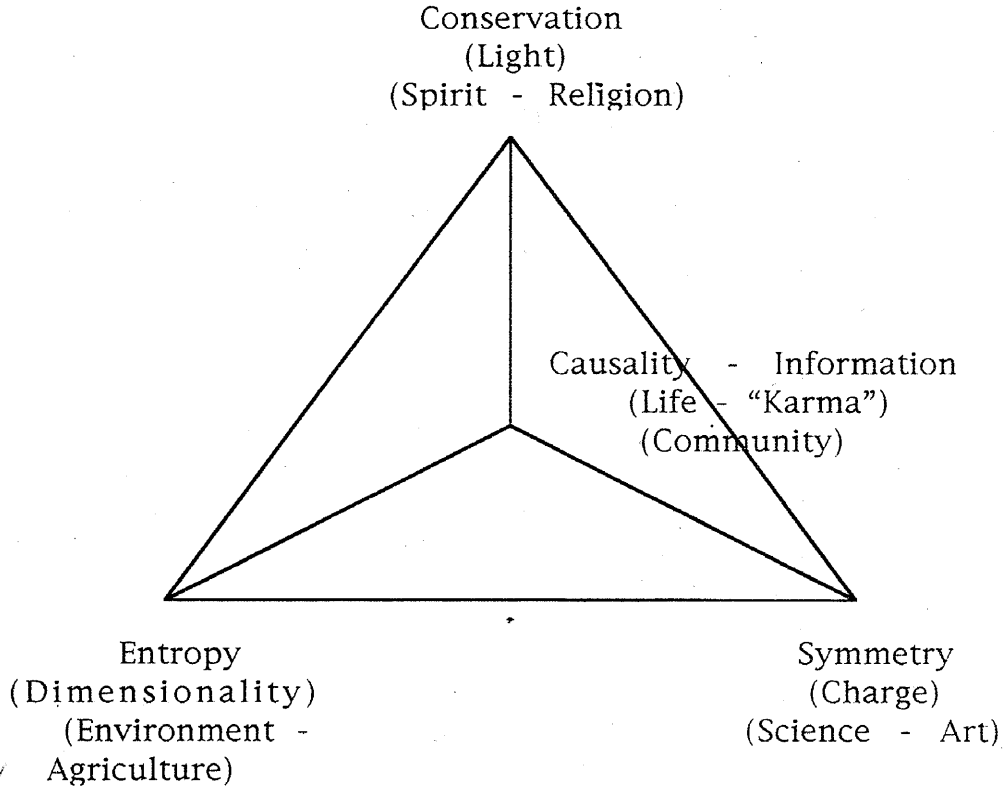 Conservation
(Light)
(Spirit - Religion)
Causality - Information
(Life - “Karma”)
(Community)
Entropy
(Dimensionality)
(Environment -
Agriculture)
Symmetry
(Charge)
(Science - Art)